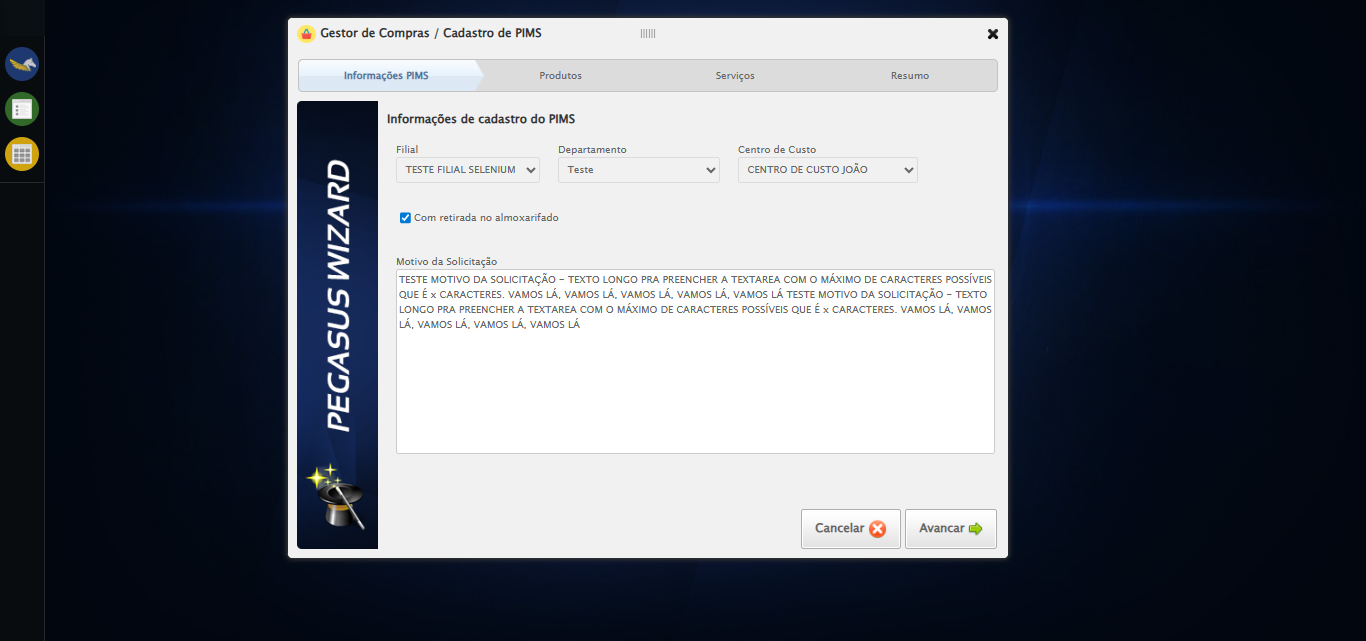 Gestor de Compras / Cadastro de PIMS
Informações PIMS
Produtos
Serviços
Resumo
PEGASUS WIZARD
Informações de cadastro do PIMS
Filial
Departamento
Centro de Custo
TESTE FILIAL SELENIUM
Teste
CENTRO DE CUSTO JOÃO
Com retirada no almoxarifado
Motivo da Solicitação
TESTE MOTIVO DA SOLICITAÇÃO - TEXTO LONGO PRA PREENCHER A TEXTAREA COM O MÁXIMO DE CARACTERES POSSÍVEIS
QUE É x CARACTERES. VAMOS LÁ, VAMOS LÁ, VAMOS LÁ, VAMOS LÁ, VAMOS LÁ TESTE MOTIVO DA SOLICITAÇÃO - TEXTO
LONGO PRA PREENCHER A TEXTAREA COM O MÁXIMO DE CARACTERES POSSÍVEIS QUE É x CARACTERES. VAMOS LÁ, VAMOS
LÁ, VAMOS LÁ, VAMOS LÁ, VAMOS LÁ
Cancelar
Avancar